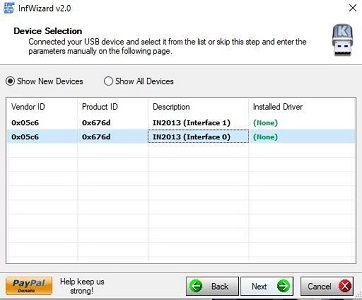 InfWizard v2.0
Device Selection
Connected your USB device and select it from the list or skip this step and enter the
parameters manually on the following page.
Show New Devices Show All Devices
Vendor ID Product ID Description Installed Driver
0x05c6 0x676d IN2013 (Interface 1) (None)
0x05c6 0x676d IN2013 (Interface 0) (None)
PayPal
Donate
Help keep us
strong!
Back Next Cancel